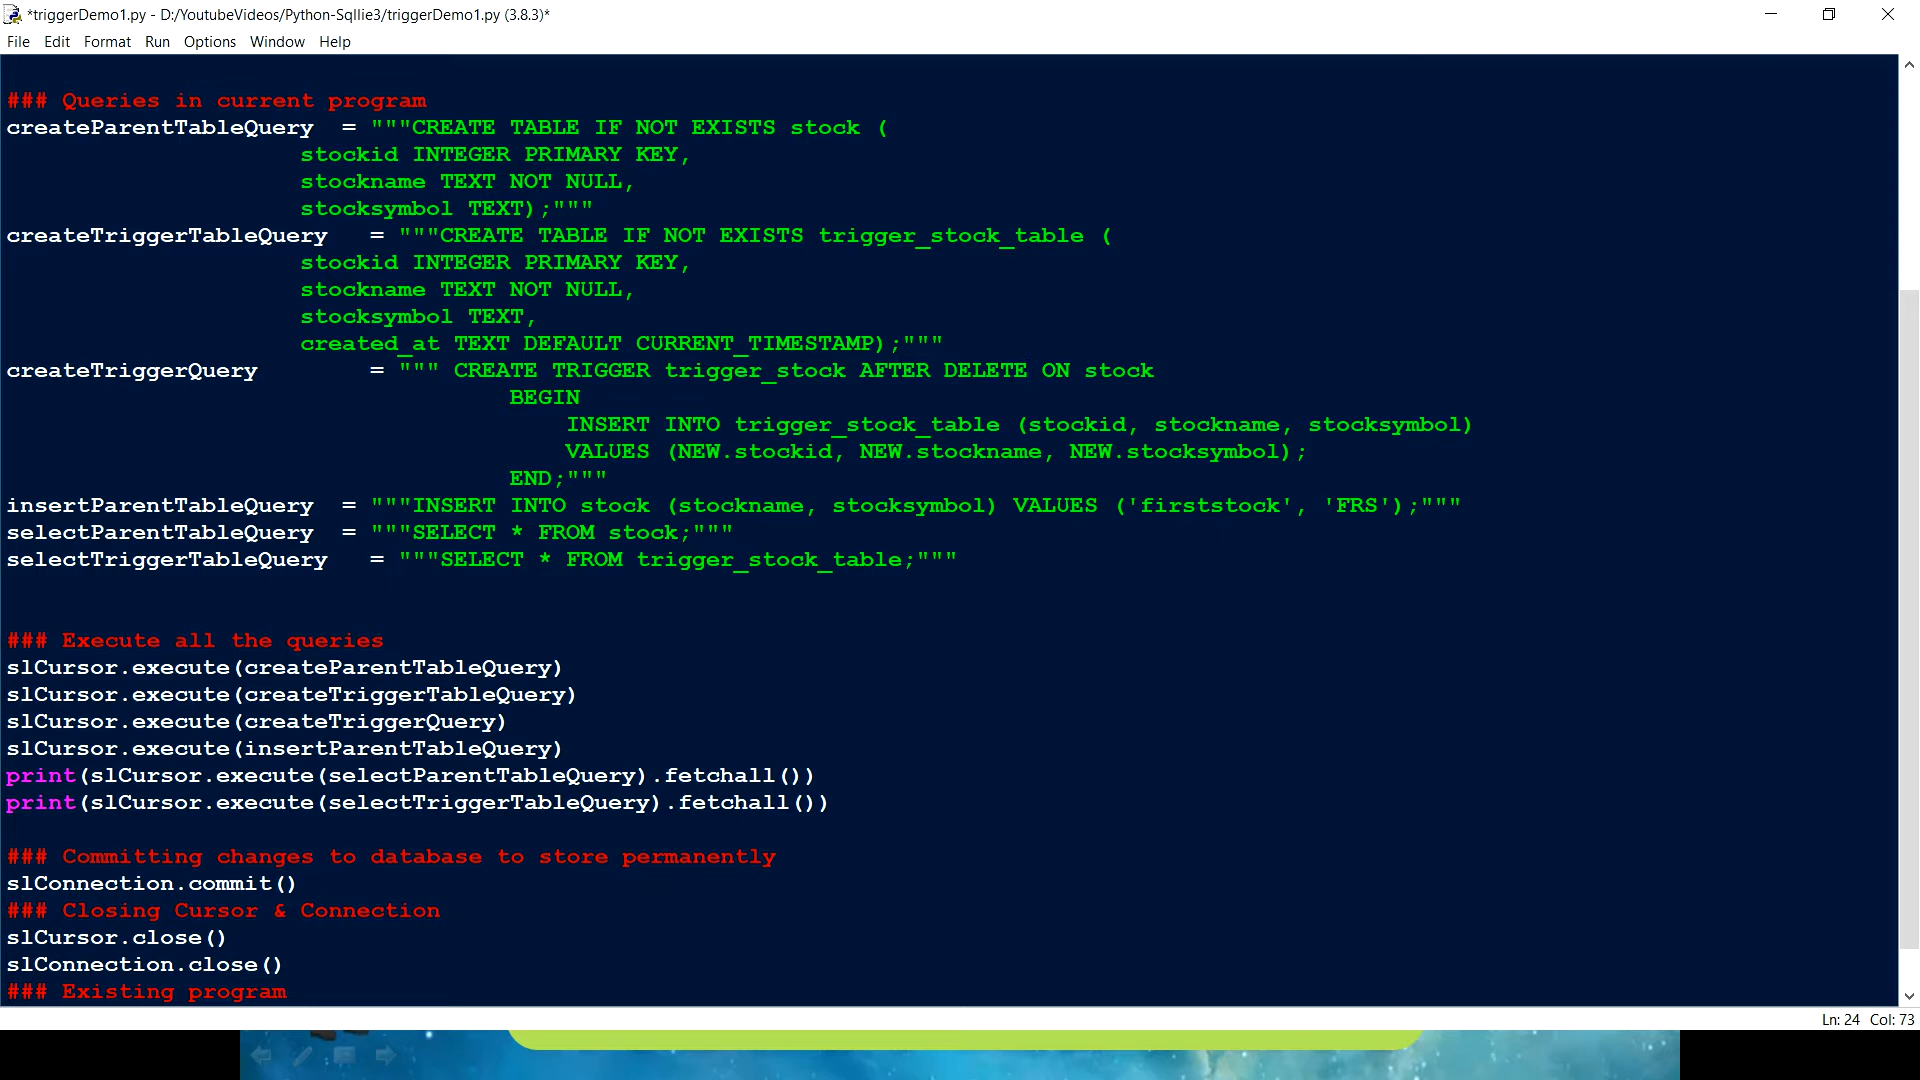 *triggerDemo1.py - D:/YoutubeVideos/Python-Sqllie3/triggerDemo1.py (3.8.3)*
File Edit Format Run Options Window Help
### Queries in current program
createParentTableQuery = """CREATE TABLE IF NOT EXISTS stock (
stockid INTEGER PRIMARY KEY,
stockname TEXT NOT NULL,
stocksymbol TEXT);"""
createTriggerTableQuery = """CREATE TABLE IF NOT EXISTS trigger_stock_table (
stockid INTEGER PRIMARY KEY,
stockname TEXT NOT NULL,
stocksymbol TEXT,
created_at TEXT DEFAULT CURRENT_TIMESTAMP);"""
createTriggerQuery = """ CREATE TRIGGER trigger_stock AFTER DELETE ON stock
BEGIN
INSERT INTO trigger_stock_table (stockid, stockname, stocksymbol)
VALUES (NEW.stockid, NEW.stockname, NEW.stocksymbol);
END;"""
insertParentTableQuery = """INSERT INTO stock (stockname, stocksymbol) VALUES ('firststock', 'FRS');"""
selectParentTableQuery = """SELECT * FROM stock;"""
selectTriggerTableQuery = """SELECT * FROM trigger_stock_table;"""
### Execute all the queries
slCursor.execute(createParentTableQuery)
slCursor.execute(createTriggerTableQuery)
slCursor.execute(createTriggerQuery)
slCursor.execute(insertParentTableQuery)
print(slCursor.execute(selectParentTableQuery).fetchall())
print(slCursor.execute(selectTriggerTableQuery).fetchall())
### Committing changes to database to store permanently
slConnection.commit()
### Closing Cursor & Connection
slCursor.close()
slConnection.close()
### Existing program
Ln: 24 Col: 73